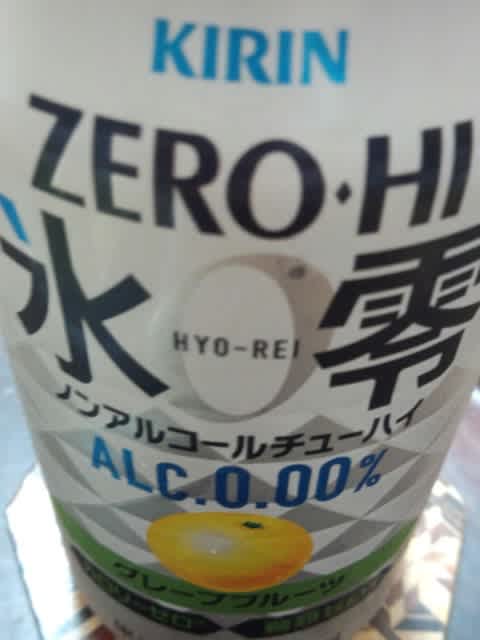 KIRIN
ZERO•HI
氷零
HYO-REI
ノンアルコールチューハイ
ALC.0.00%
グレープフルーツ